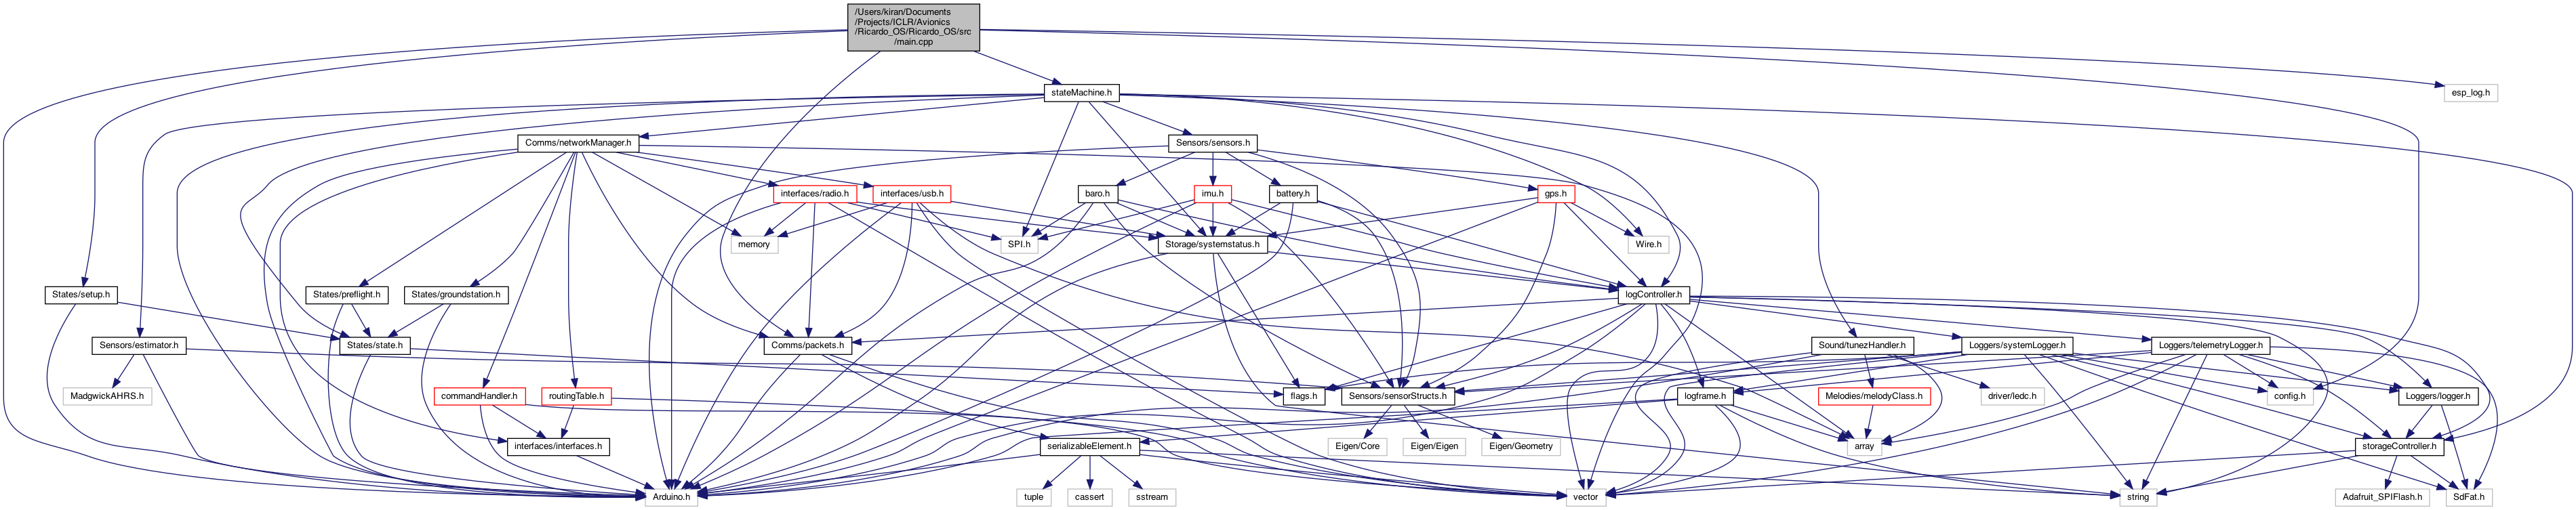 /Users/kiran/Documents
/Projects/ICLR/Avionics
/Ricardo_OS/Ricardo_OS/src
/main.cpp
stateMachine.h
esp_log.h
Comms/networkManager.h
Sensors/sensors.h
interfaces/radio.h
interfaces/usb.h
baro.h
imu.h
battery.h
gps.h
memory
SPI.h
Storage/systemstatus.h
Wire.h
States/setup.h
States/preflight.h
States/groundstation.h
logController.h
Sensors/estimator.h
States/state.h
Comms/packets.h
Sound/tunezHandler.h
Loggers/systemLogger.h
Loggers/telemetryLogger.h
MadgwickAHRS.h
commandHandler.h
routingTable.h
flags.h
Sensors/sensorStructs.h
logframe.h
Melodies/melodyClass.h
driver/ledc.h
config.h
Loggers/logger.h
interfaces/interfaces.h
serializableElement.h
Eigen/Core
Eigen/Eigen
Eigen/Geometry
array
storageController.h
Arduino.h
tuple
cassert
sstream
vector
string
Adafruit_SPIFlash.h
SdFat.h